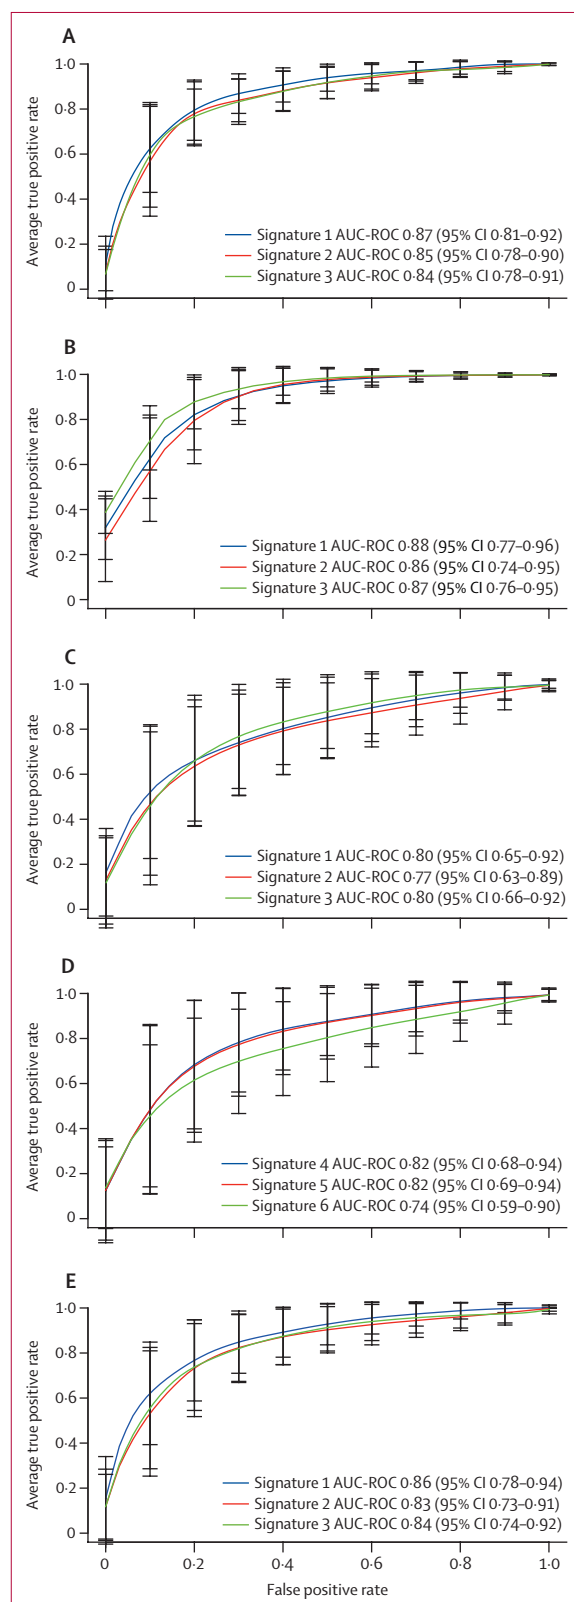 A
1·0
0·8
0·6
0·4
0·2
0
Average true positive rate
Signature 1 AUC-ROC 0·87 (95% CI 0·81–0·92)
Signature 2 AUC-ROC 0·85 (95% CI 0·78–0·90)
Signature 3 AUC-ROC 0·84 (95% CI 0·78–0·91)
B
1·0
0·8
0·6
0·4
0·2
0
Average true positive rate
Signature 1 AUC-ROC 0·88 (95% CI 0·77–0·96)
Signature 2 AUC-ROC 0·86 (95% CI 0·74–0·95)
Signature 3 AUC-ROC 0·87 (95% CI 0·76–0·95)
C
1·0
0·8
0·6
0·4
0·2
0
Average true positive rate
Signature 1 AUC-ROC 0·80 (95% CI 0·65–0·92)
Signature 2 AUC-ROC 0·77 (95% CI 0·63–0·89)
Signature 3 AUC-ROC 0·80 (95% CI 0·66–0·92)
D
1·0
0·8
0·6
0·4
0·2
0
Average true positive rate
Signature 4 AUC-ROC 0·82 (95% CI 0·68–0·94)
Signature 5 AUC-ROC 0·82 (95% CI 0·69–0·94)
Signature 6 AUC-ROC 0·74 (95% CI 0·59–0·90)
E
1·0
0·8
0·6
0·4
0·2
0
Average true positive rate
Signature 1 AUC-ROC 0·86 (95% CI 0·78–0·94)
Signature 2 AUC-ROC 0·83 (95% CI 0·73–0·91)
Signature 3 AUC-ROC 0·84 (95% CI 0·74–0·92)
0 0·2 0·4 0·6 0·8 1·0
False positive rate